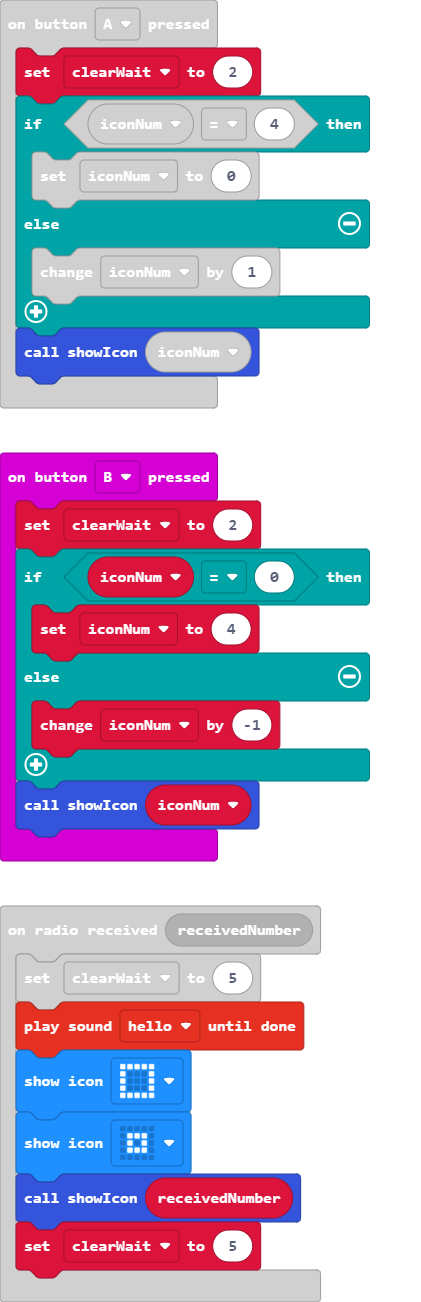 on button A pressed
set clearWait to 2
if iconNum = 4 then
set iconNum to 0
else
change iconNum by 1
call showIcon iconNum
on button B pressed
set clearWait to 2
if iconNum = 0 then
set iconNum to 4
else
change iconNum by -1
call showIcon iconNum
on radio received receivedNumber
set clearWait to 5
play sound hello until done
show icon
show icon
call showIcon receivedNumber
set clearWait to 5